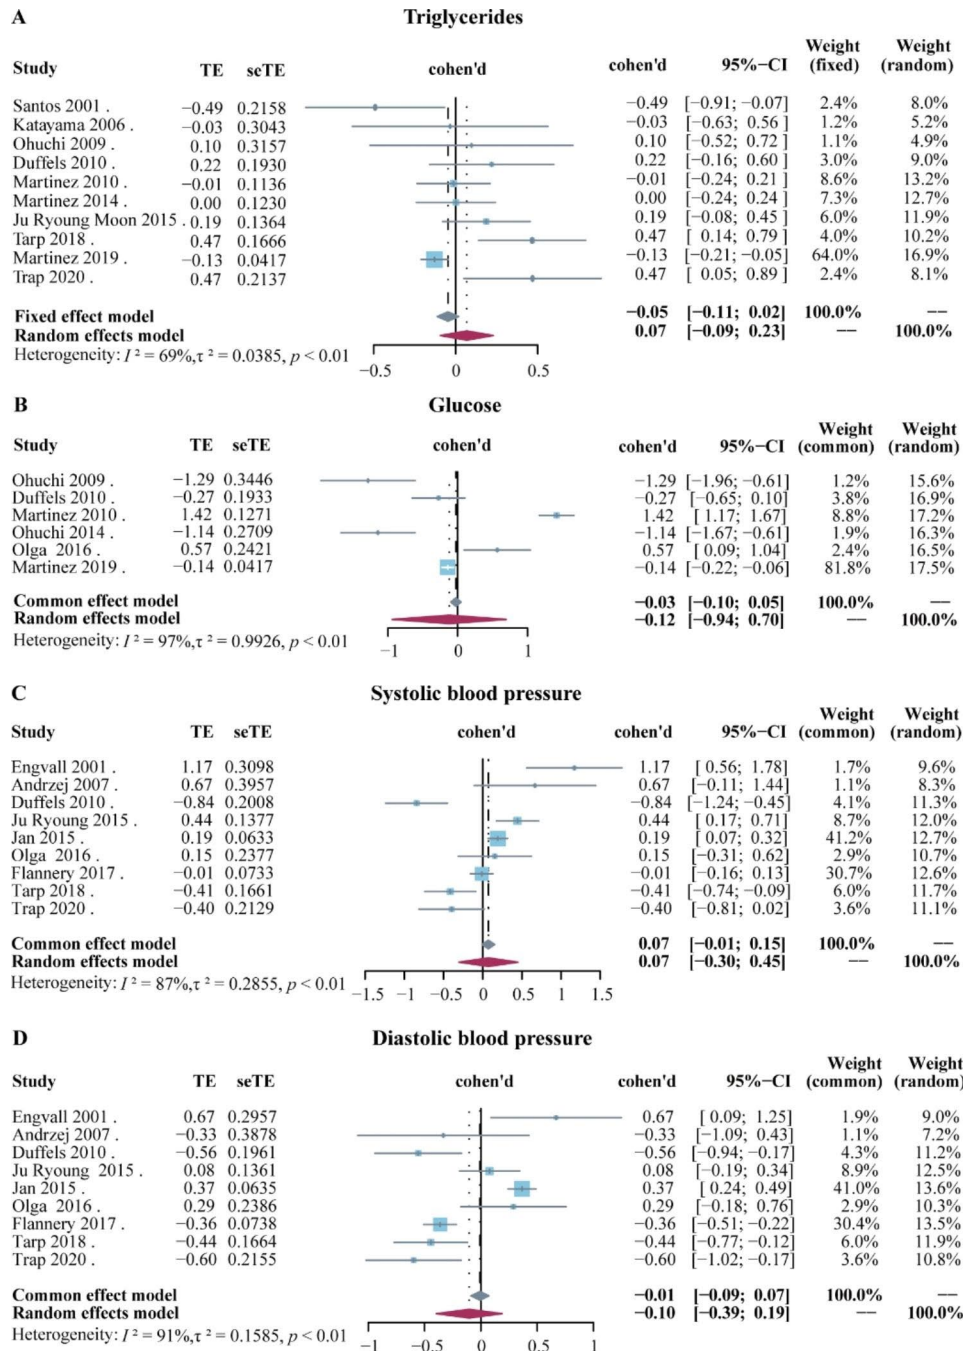 A Triglycerides
Weight Weight
Study TE seTE cohen'd cohen'd 95%−CI (fixed) (random)
Santos 2001 . −0.49 0.2158 −0.49 [−0.91; −0.07] 2.4% 8.0%
Katayama 2006 . −0.03 0.3043 −0.03 [−0.63; 0.56 ] 1.2% 5.2%
Ohuchi 2009 . 0.10 0.3157 0.10 [−0.52; 0.72 ] 1.1% 4.9%
Duffels 2010 . 0.22 0.1930 0.22 [−0.16; 0.60 ] 3.0% 9.0%
Martinez 2010 . −0.01 0.1136 −0.01 [−0.24; 0.21 ] 8.6% 13.2%
Martinez 2014 . 0.00 0.1230 0.00 [−0.24; 0.24 ] 7.3% 12.7%
Ju Ryoung Moon 2015 . 0.19 0.1364 0.19 [−0.08; 0.45 ] 6.0% 11.9%
Tarp 2018 . 0.47 0.1666 0.47 [ 0.14; 0.79 ] 4.0% 10.2%
Martinez 2019 . −0.13 0.0417 −0.13 [−0.21; −0.05] 64.0% 16.9%
Trap 2020 . 0.47 0.2137 0.47 [ 0.05; 0.89 ] 2.4% 8.1%
Fixed effect model −0.05 [−0.11; 0.02] 100.0% −−
Random effects model 0.07 [−0.09; 0.23] −− 100.0%
Heterogeneity: I ² = 69%,τ ² = 0.0385, p < 0.01
−0.5 0 0.5
B Glucose
Weight Weight
Study TE seTE cohen'd cohen'd 95%−CI (common) (random)
Ohuchi 2009 . −1.29 0.3446 −1.29 [−1.96; −0.61] 1.2% 15.6%
Duffels 2010 . −0.27 0.1933 −0.27 [−0.65; 0.10] 3.8% 16.9%
Martinez 2010 . 1.42 0.1271 1.42 [ 1.17; 1.67] 8.8% 17.2%
Ohuchi 2014 . −1.14 0.2709 −1.14 [−1.67; −0.61] 1.9% 16.3%
Olga 2016 . 0.57 0.2421 0.57 [ 0.09; 1.04] 2.4% 16.5%
Martinez 2019 . −0.14 0.0417 −0.14 [−0.22; −0.06] 81.8% 17.5%
Common effect model −0.03 [−0.10; 0.05] 100.0% −−
Random effects model −0.12 [−0.94; 0.70] −− 100.0%
Heterogeneity: I ² = 97%,τ ² = 0.9926, p < 0.01
−1 0 1
C Systolic blood pressure
Weight Weight
Study TE seTE cohen'd cohen'd 95%−CI (common) (random)
Engvall 2001 . 1.17 0.3098 1.17 [ 0.56; 1.78] 1.7% 9.6%
Andrzej 2007 . 0.67 0.3957 0.67 [−0.11; 1.44] 1.1% 8.3%
Duffels 2010 . −0.84 0.2008 −0.84 [−1.24; −0.45] 4.1% 11.3%
Ju Ryoung 2015 . 0.44 0.1377 0.44 [ 0.17; 0.71] 8.7% 12.0%
Jan 2015 . 0.19 0.0633 0.19 [ 0.07; 0.32] 41.2% 12.7%
Olga 2016 . 0.15 0.2377 0.15 [−0.31; 0.62] 2.9% 10.7%
Flannery 2017 . −0.01 0.0733 −0.01 [−0.16; 0.13] 30.7% 12.6%
Tarp 2018 . −0.41 0.1661 −0.41 [−0.74; −0.09] 6.0% 11.7%
Trap 2020 . −0.40 0.2129 −0.40 [−0.81; 0.02] 3.6% 11.1%
Common effect model 0.07 [−0.01; 0.15] 100.0% −−
Random effects model 0.07 [−0.30; 0.45] −− 100.0%
Heterogeneity: I ² = 87%,τ ² = 0.2855, p < 0.01
−1.5 −1 −0.5 0 0.5 1 1.5
D Diastolic blood pressure
Weight Weight
Study TE seTE cohen'd cohen'd 95%−CI (common) (random)
Engvall 2001 . 0.67 0.2957 0.67 [ 0.09; 1.25] 1.9% 9.0%
Andrzej 2007 . −0.33 0.3878 −0.33 [−1.09; 0.43] 1.1% 7.2%
Duffels 2010 . −0.56 0.1961 −0.56 [−0.94; −0.17] 4.3% 11.2%
Ju Ryoung 2015 . 0.08 0.1361 0.08 [−0.19; 0.34] 8.9% 12.5%
Jan 2015 . 0.37 0.0635 0.37 [ 0.24; 0.49] 41.0% 13.6%
Olga 2016 . 0.29 0.2386 0.29 [−0.18; 0.76] 2.9% 10.3%
Flannery 2017 . −0.36 0.0738 −0.36 [−0.51; −0.22] 30.4% 13.5%
Tarp 2018 . −0.44 0.1664 −0.44 [−0.77; −0.12] 6.0% 11.9%
Trap 2020 . −0.60 0.2155 −0.60 [−1.02; −0.17] 3.6% 10.8%
Common effect model −0.01 [−0.09; 0.07] 100.0% −−
Random effects model −0.10 [−0.39; 0.19] −− 100.0%
Heterogeneity: I ² = 91%,τ ² = 0.1585, p < 0.01
−1 0 0.5 1